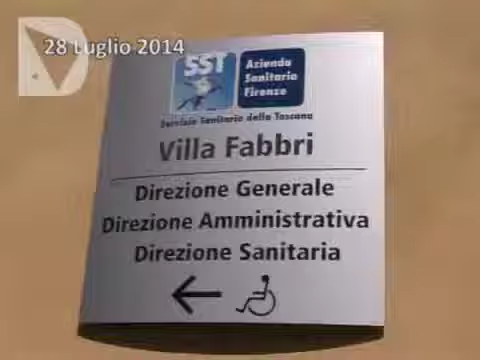 28 Luglio 2014
SST
Azienda
Sanitaria
Firenze
Servizio Sanitario della Toscana
Villa Fabbri
Direzione Generale
Direzione Amministrativa
Direzione Sanitaria